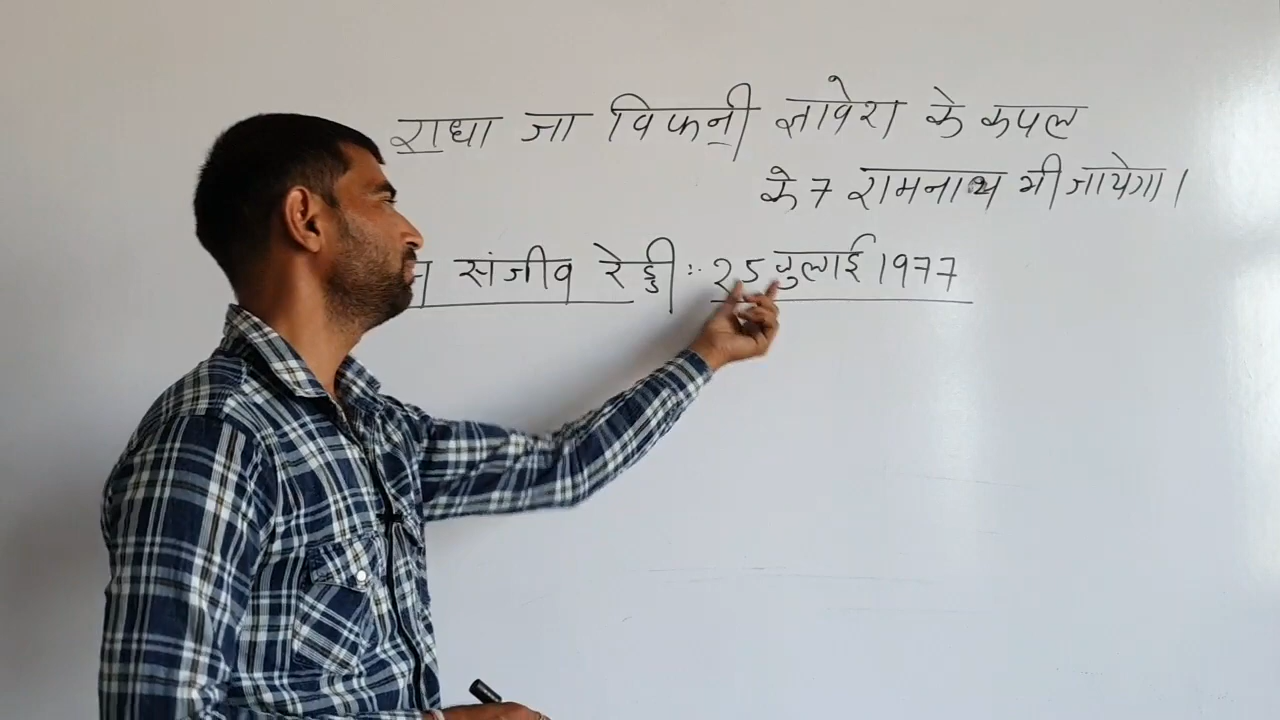 राधा जा विफनी ज्ञावेरा के कपल
के 7 रामनाथ भी जायेगा।
संजीव रेड्डी :- 25 जुलाई 1977